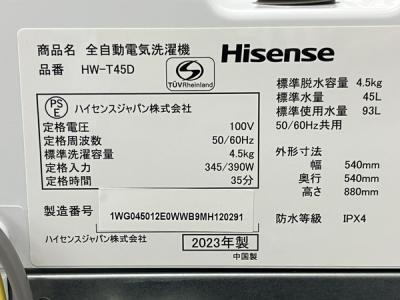 商品名 全自動電気洗濯機
品番 HW-T45D
TÜVRheinland
Hisense
PS
E
ハイセンスジャパン株式会社
定格電圧 100V
定格周波数 50/60Hz
標準洗濯容量 4.5kg
定格入力 345/390W
定格時間 35分
標準脱水容量 4.5kg
標準水量 45L
標準使用水量 93L
50/60Hz共用
外形寸法
幅 540mm
奥行 540mm
高さ 880mm
防水等級 IPX4
製造番号 1WG045012E0WWB9MH120291
ハイセンスジャパン株式会社
2023年製
中国製